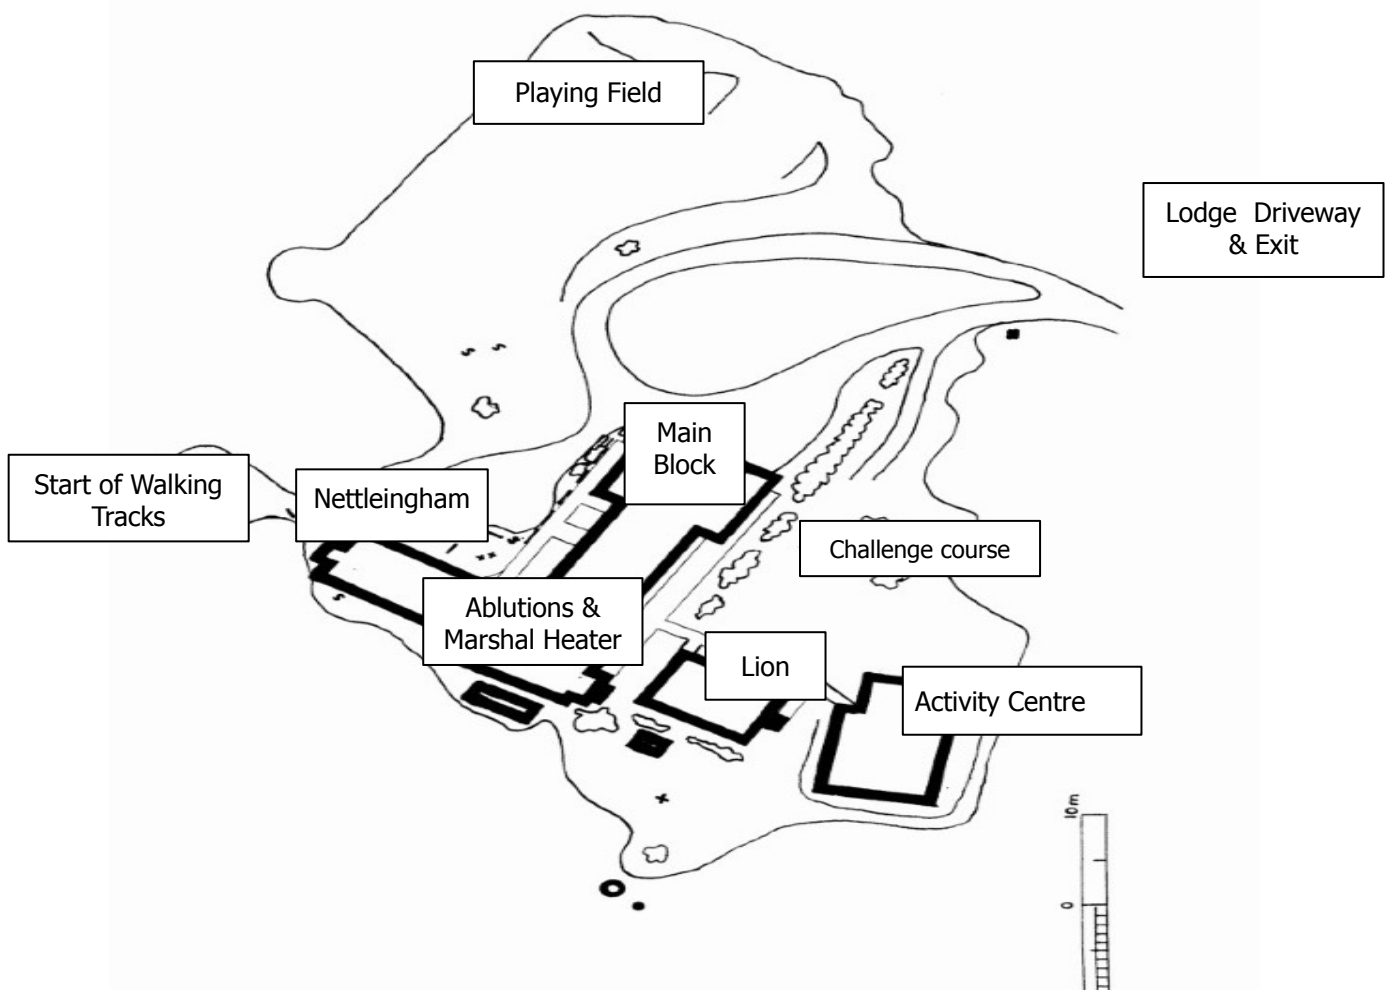 Playing Field
Lodge Driveway
& Exit
Main
Block
Start of Walking
Tracks
Nettleingham
Challenge course
Ablutions &
Marshal Heater
Lion
Activity Centre
10m
0